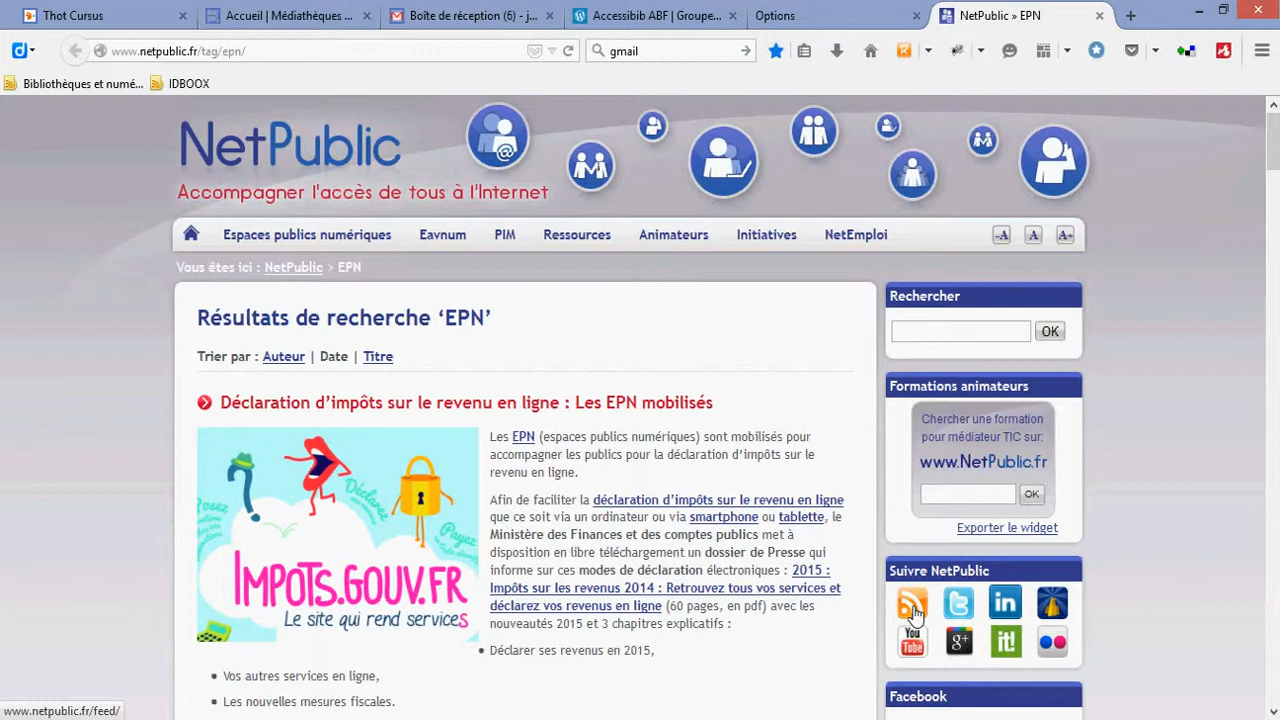 Thot Cursus
Accueil | Médiathèques ...
Boîte de réception (6) - j...
Accessibib ABF | Groupe...
Options
NetPublic » EPN
www.netpublic.fr/tag/epn/
gmail
Bibliothèques et numé...
IDBOOX
NetPublic
Accompagner l'accès de tous à l'Internet
Espaces publics numériques Eavnum PIM Ressources Animateurs Initiatives NetEmploi -A A A+
Vous êtes ici : NetPublic > EPN
Résultats de recherche ‘EPN’
Trier par : Auteur | Date | Titre
Déclaration d’impôts sur le revenu en ligne : Les EPN mobilisés
posez
Déclarez
Payez
IMPOTS.GOUV.FR
Le site qui rend services
Les EPN (espaces publics numériques) sont mobilisés pour
accompagner les publics pour la déclaration d’impôts sur le
revenu en ligne.
Afin de faciliter la déclaration d’impôts sur le revenu en ligne
que ce soit via un ordinateur ou via smartphone ou tablette, le
Ministère des Finances et des comptes publics met à
disposition en libre téléchargement un dossier de Presse qui
informe sur ces modes de déclaration électroniques : 2015 :
Impôts sur les revenus 2014 : Retrouvez tous vos services et
déclarez vos revenus en ligne (60 pages, en pdf) avec les
nouveautés 2015 et 3 chapitres explicatifs :
• Déclarer ses revenus en 2015,
• Vos autres services en ligne,
• Les nouvelles mesures fiscales.
Rechercher
OK
Formations animateurs
Chercher une formation
pour médiateur TIC sur:
www.NetPublic.fr
OK
Exporter le widget
Suivre NetPublic
in
You
Tube
g+
it!
Facebook
www.netpublic.fr/feed/